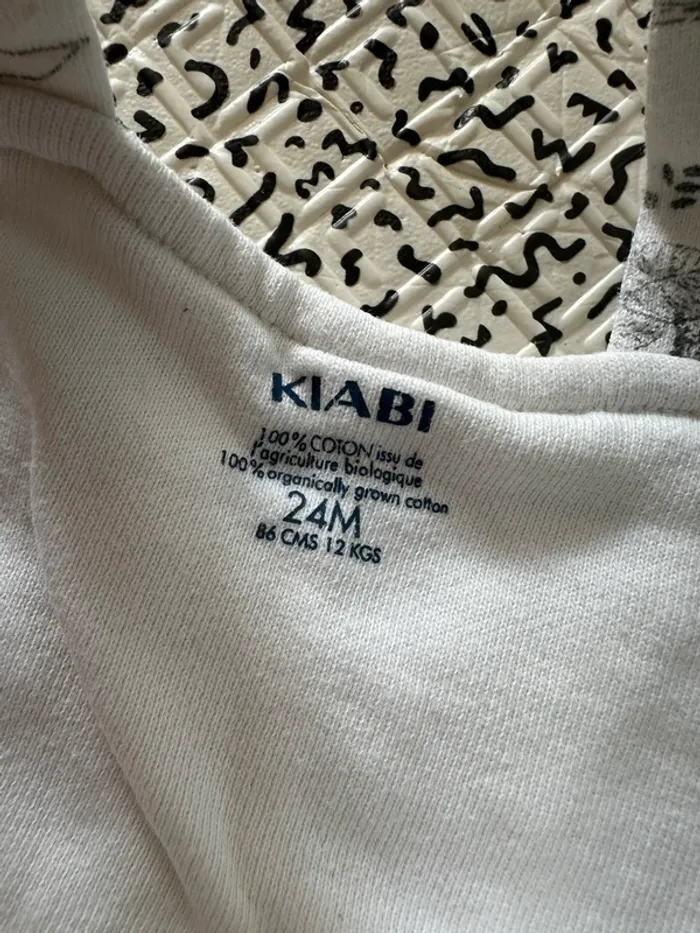 KIABI
100% COTON issu de
l'agriculture biologique
100% organically grown cotton
24M
86 CMS 12 KGS